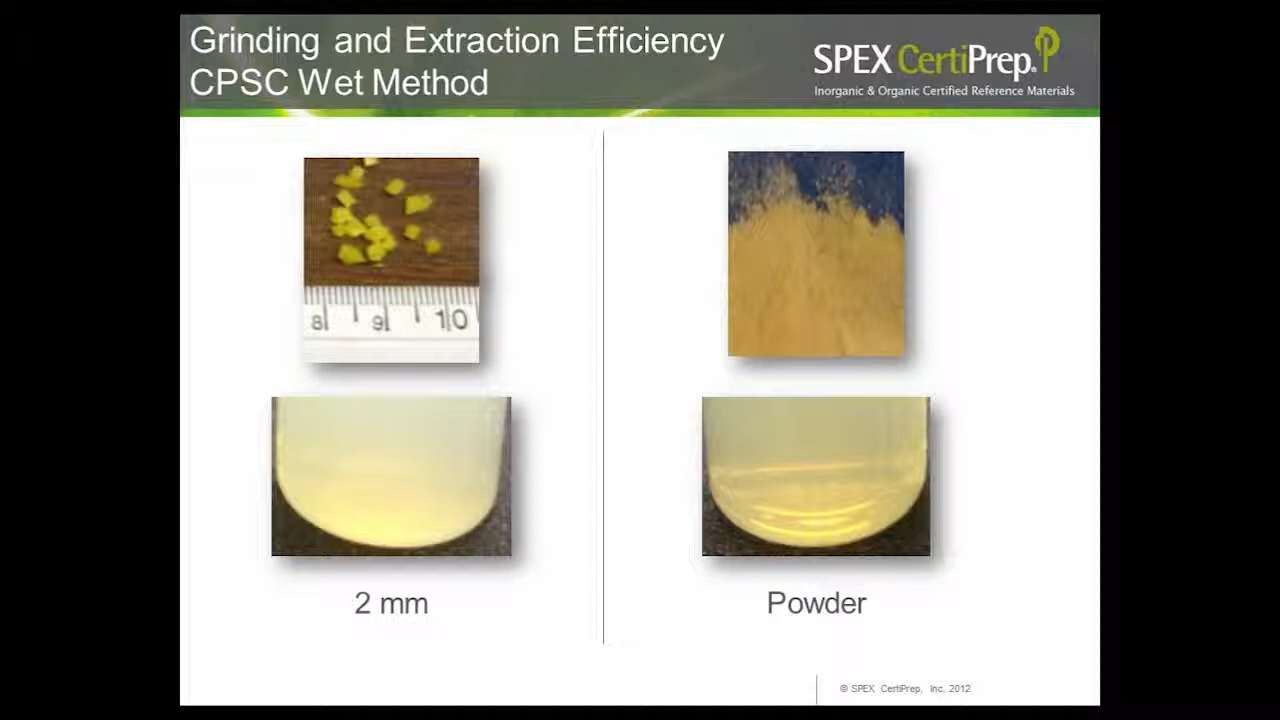 Grinding and Extraction Efficiency
CPSC Wet Method
SPEX CertiPrep.
Inorganic & Organic Certified Reference Materials
8 9 10
2 mm
Powder
© SPEX CertiPrep, Inc. 2012